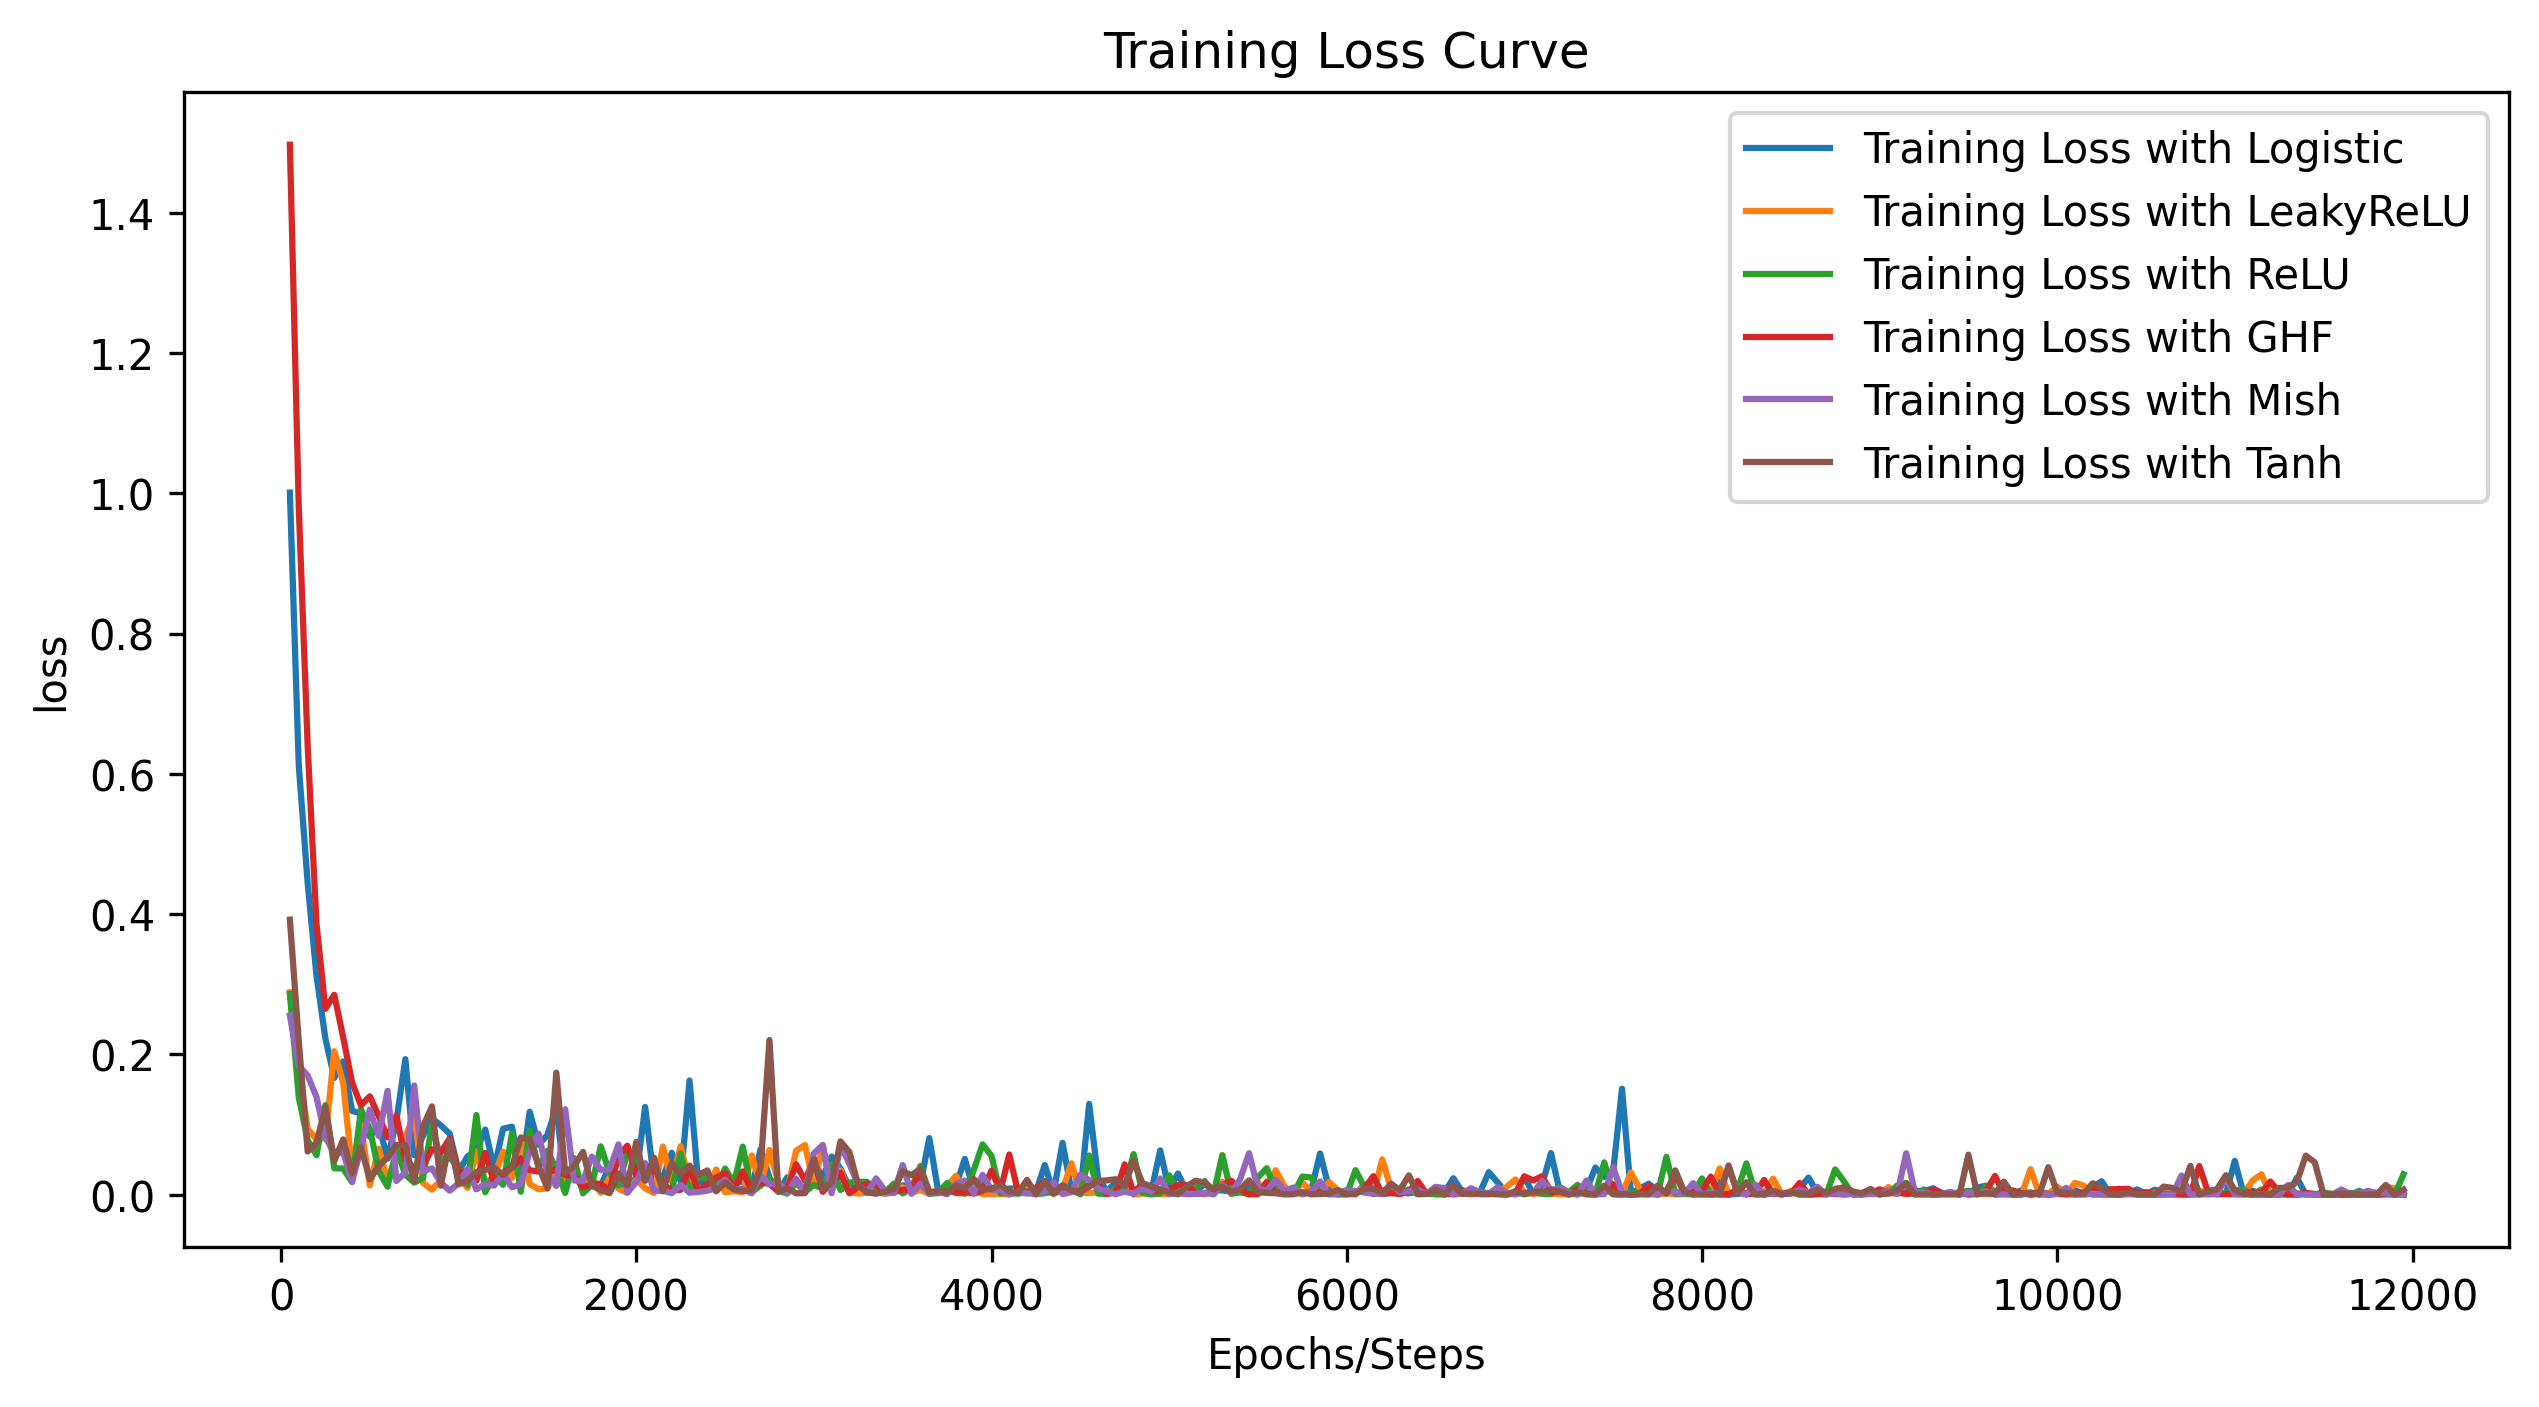 Training Loss Curve
Training Loss with Logistic
Training Loss with LeakyReLU
Training Loss with ReLU
Training Loss with GHF
Training Loss with Mish
Training Loss with Tanh
1.4
1.2
1.0
0.8
0.6
0.4
0.2
0.0
loss
0 2000 4000 6000 8000 10000 12000
Epochs/Steps